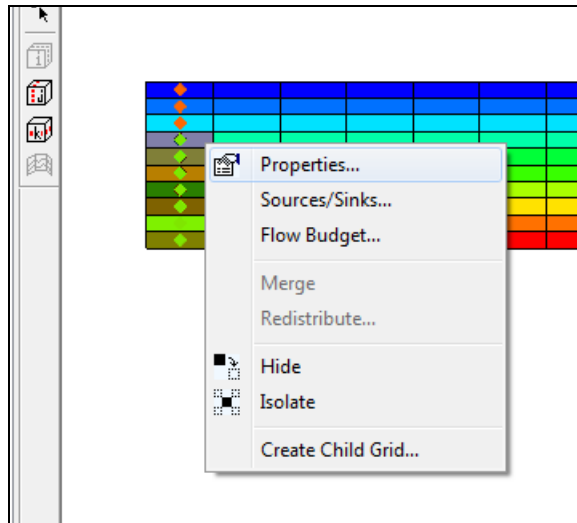 Properties...
Sources/Sinks...
Flow Budget...
Merge
Redistribute...
Hide
Isolate
Create Child Grid...